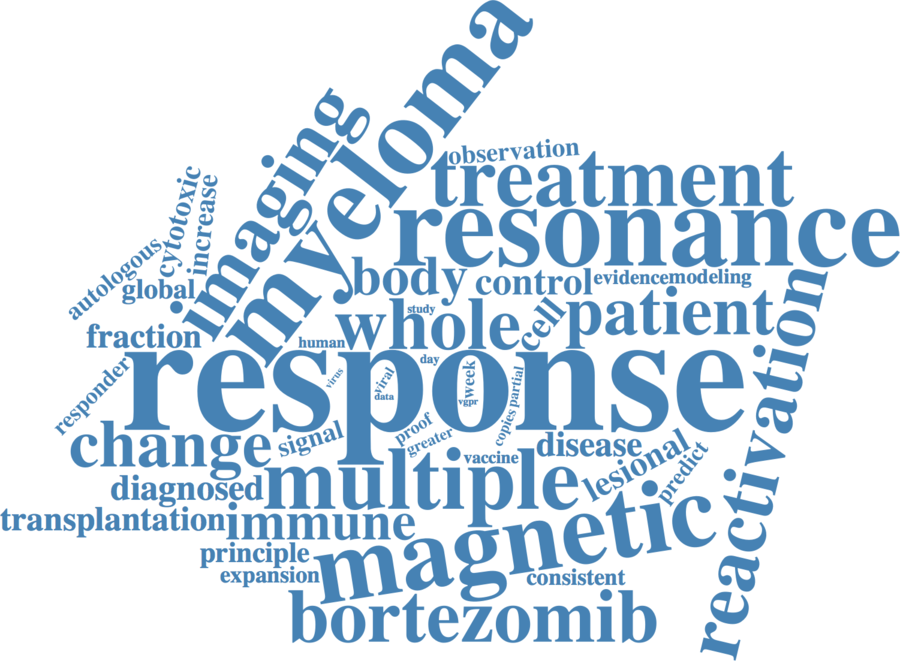 myeloma
imaging
observation
treatment
resonance
cytotoxic
increase
autologous
global
body
control
evidence
modeling
fraction
whole
study
cell
patient
human
response
day
virus
viral
data
week
vgpr
partial
copies
reactivation
responder
change
signal
proof
greater
disease
vaccine
lesional
predict
diagnosed
multiple
transplantation
immune
magnetic
principle
expansion
consistent
bortezomib